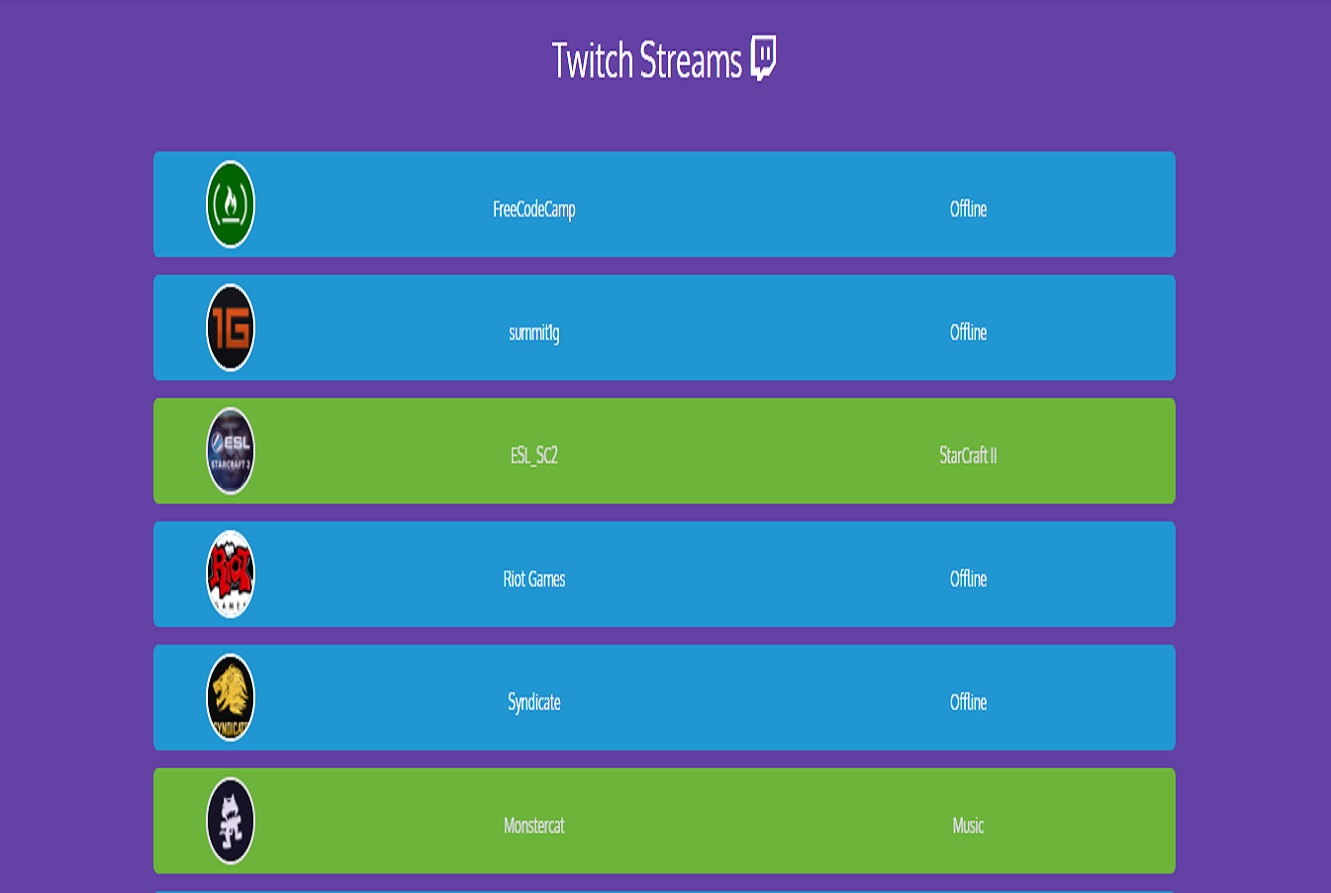 Twitch Streams
FreeCodeCamp
Offline
1G
summit1g
Offline
ESL
STARCRAFT 2
ESL_SC2
StarCraft II
RIOT
GAMES
Riot Games
Offline
SYNDICATE
Syndicate
Offline
Monstercat
Music